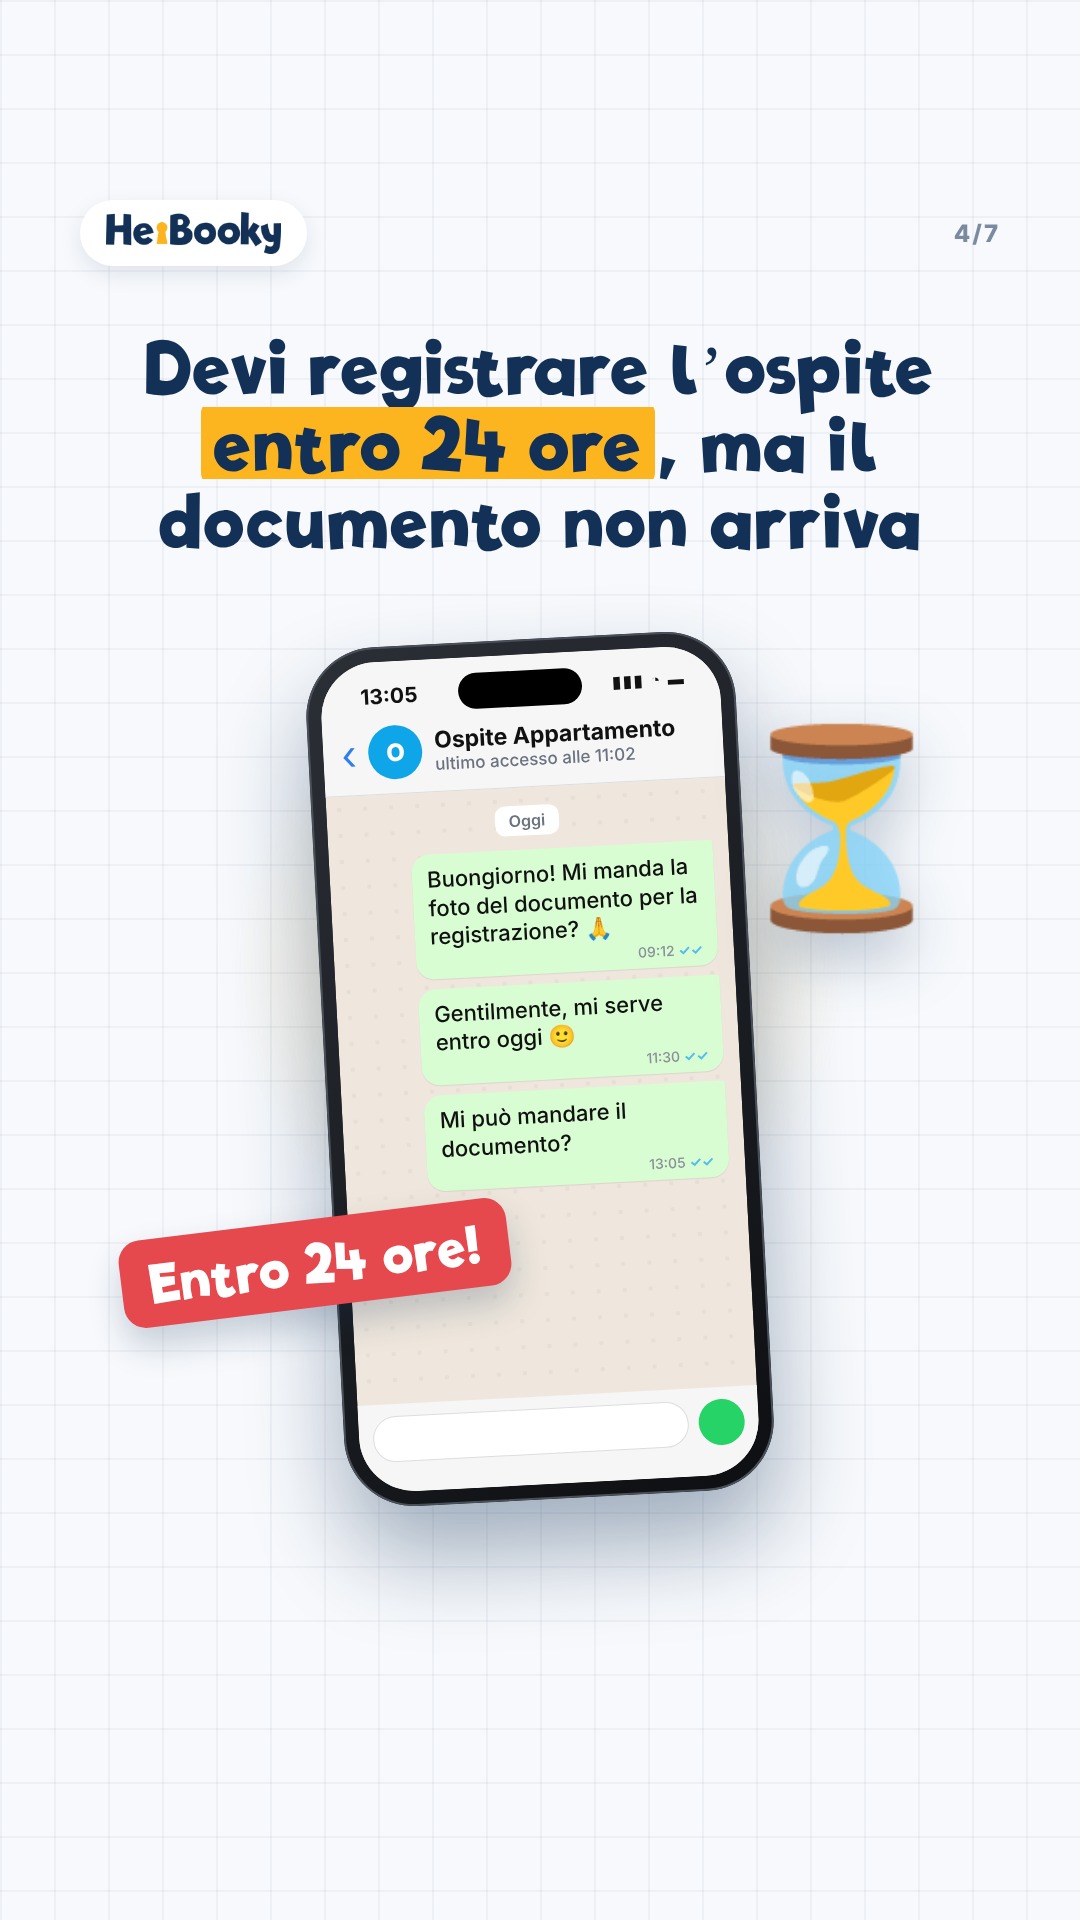 HeyBooky
4/7
Devi registrare l’ospite
entro 24 ore, ma il
documento non arriva
13:05
O
Ospite Appartamento
ultimo accesso alle 11:02
Oggi
Buongiorno! Mi manda la
foto del documento per la
registrazione? 🙏
09:12
Gentilmente, mi serve
entro oggi 🙂
11:30
Mi può mandare il
documento?
13:05
Entro 24 ore!